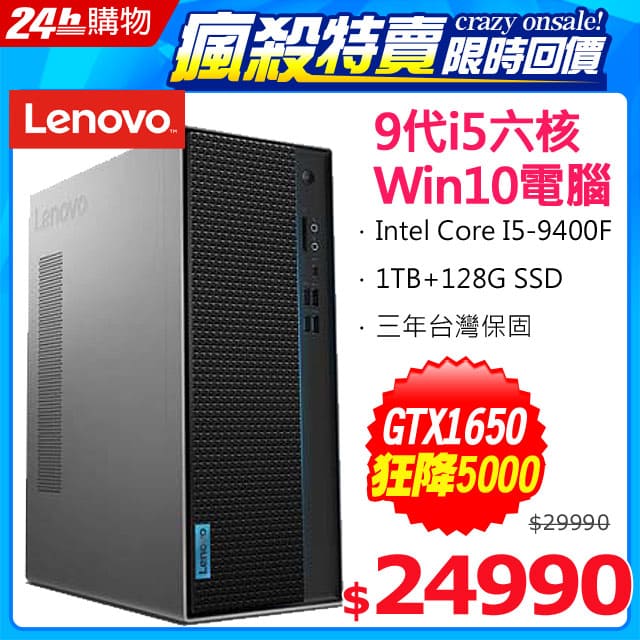 24h購物
crazy onsale!
瘋殺特賣
限時回價
Lenovo™
Lenovo
9代i5六核
Win10電腦
· Intel Core I5-9400F
· 1TB+128G SSD
· 三年台灣保固
GTX1650
狂降5000
$29990
$24990
Lenovo